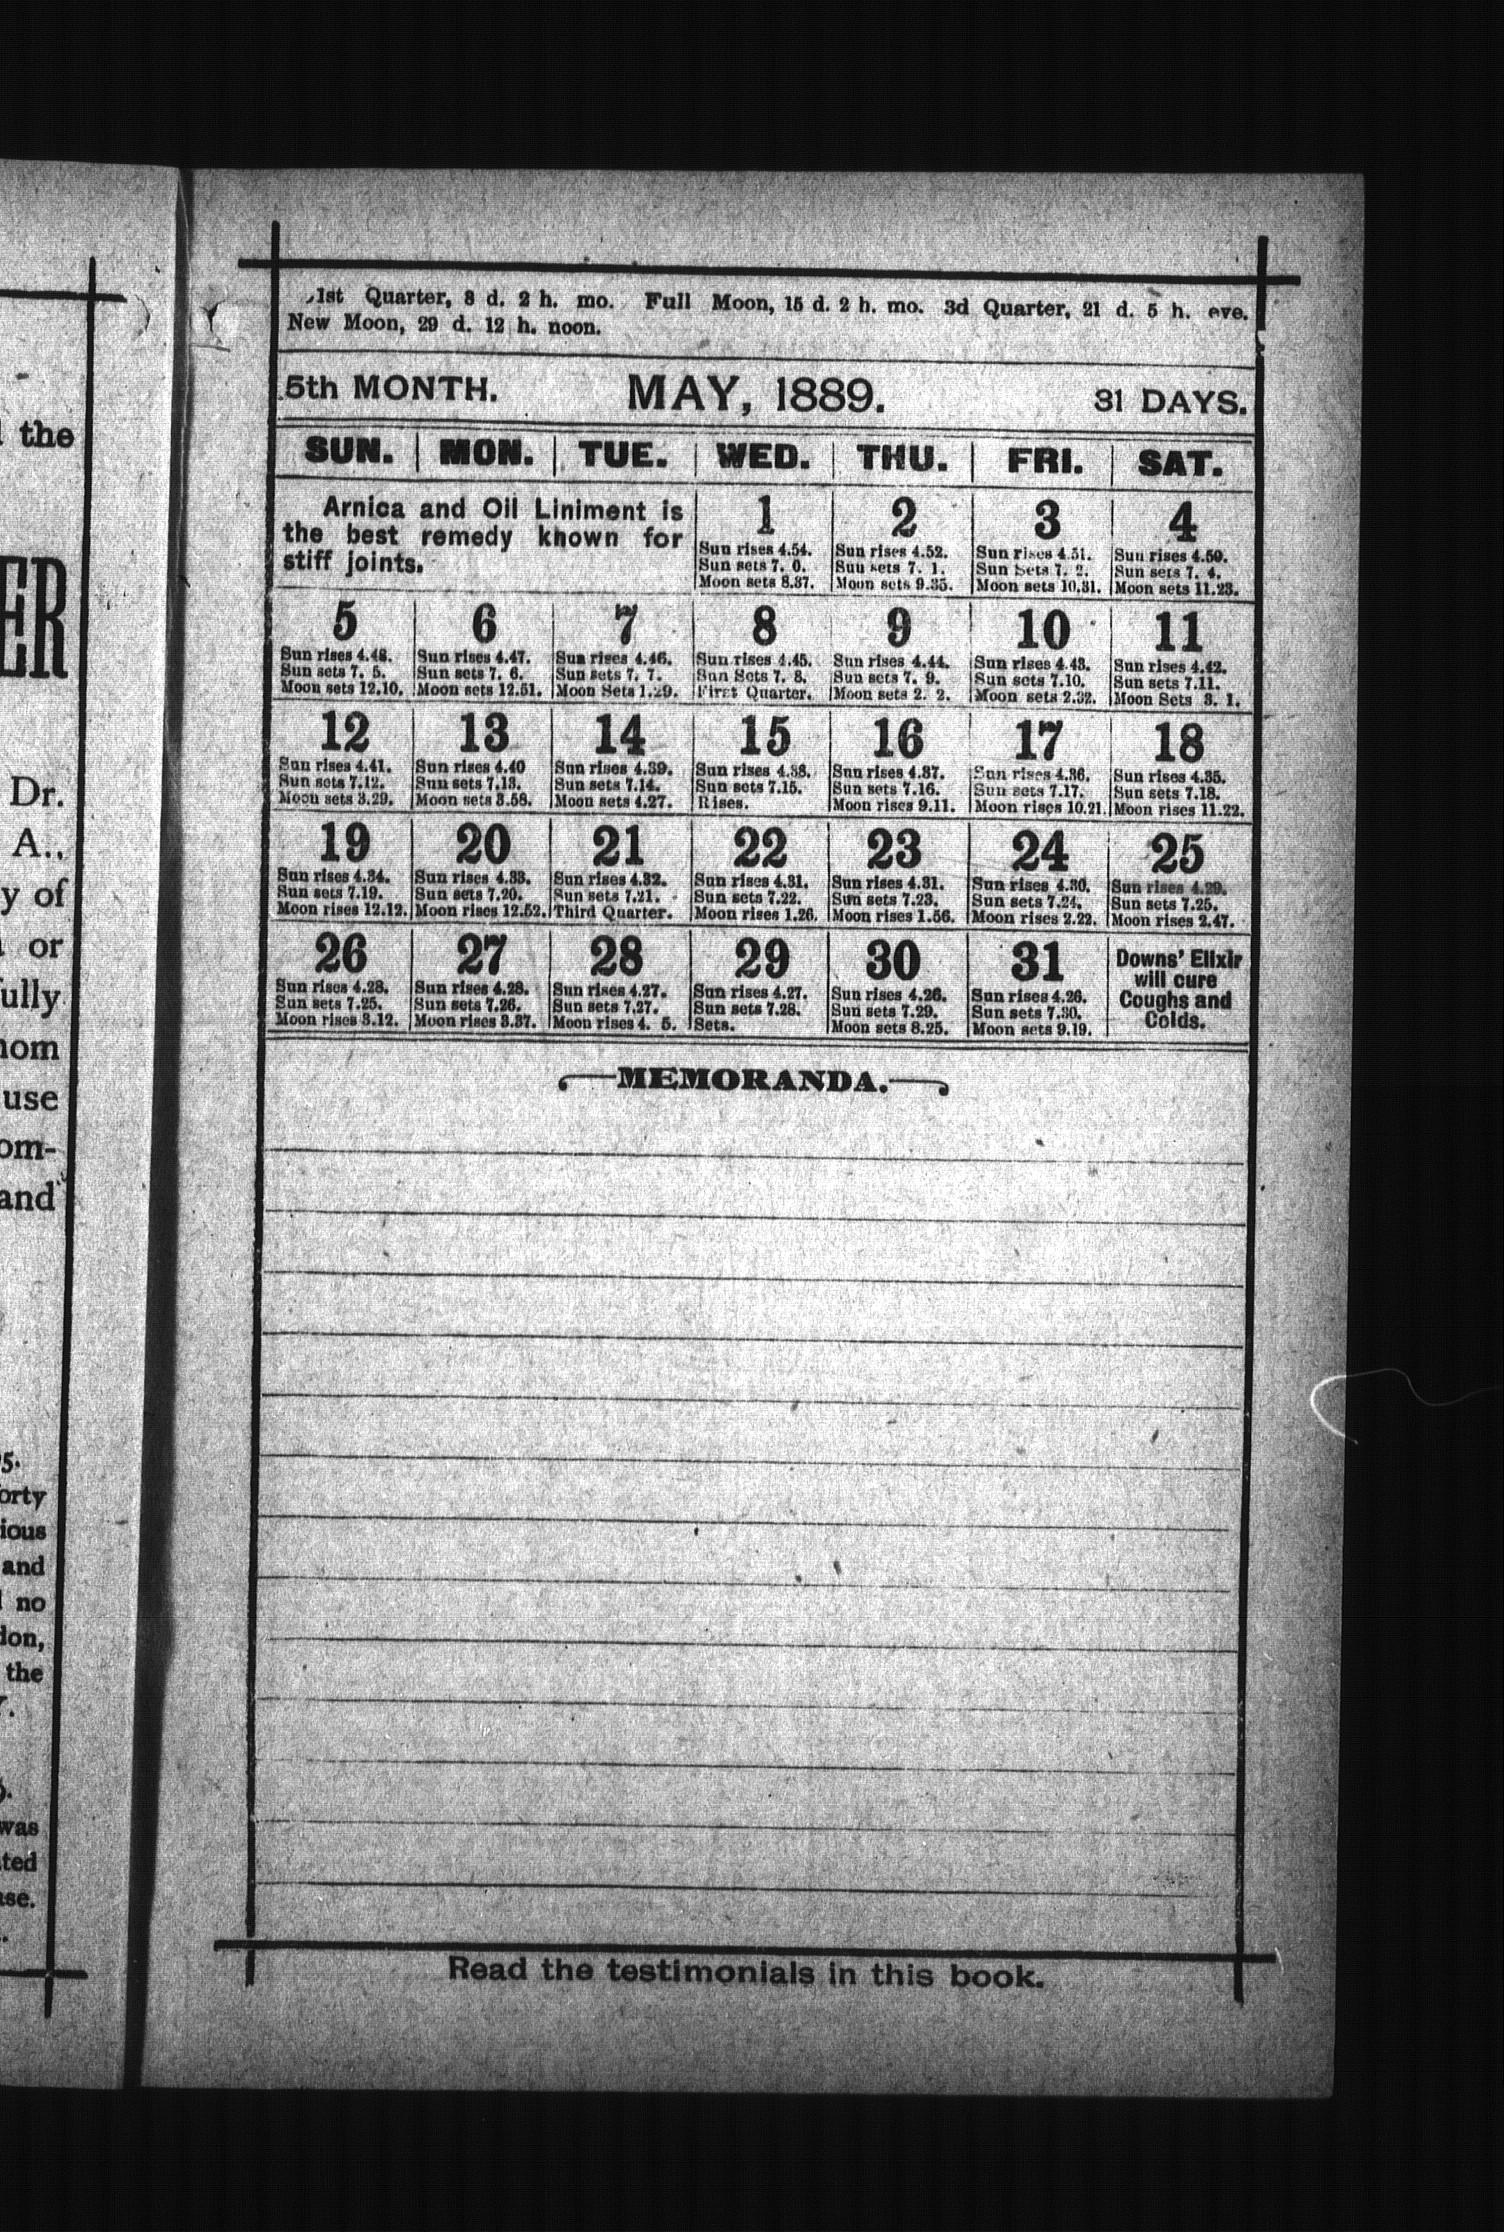 the
ER
Dr.
A.,
y of
or
fully
hom
use
om-
and
5.
orty
ious
and
no
don,
the
was
ted
ase.
1st Quarter, 8 d. 2 h. mo. Full Moon, 15 d. 2 h. mo. 3d Quarter, 21 d. 5 h. eve.
New Moon, 29 d. 12 h. noon.
5th MONTH. MAY, 1889. 31 DAYS.
SUN. MON. TUE. WED. THU. FRI. SAT.
Arnica and Oil Liniment is
the best remedy known for
stiff joints.
1 2 3 4
Sun rises 4.54. Sun rises 4.52. Sun rises 4.51. Sun rises 4.50.
Sun sets 7. 0. Sun sets 7. 1. Sun Sets 7. 2. Sun sets 7. 4.
Moon sets 8.37. Moon sets 9.35. Moon sets 10.31. Moon sets 11.23.
5 6 7 8 9 10 11
Sun rises 4.48. Sun rises 4.47. Sun rises 4.46. Sun rises 4.45. Sun rises 4.44. Sun rises 4.43. Sun rises 4.42.
Sun sets 7. 5. Sun sets 7. 6. Sun sets 7. 7. Sun Sets 7. 8. Sun sets 7. 9. Sun sets 7.10. Sun sets 7.11.
Moon sets 12.10. Moon sets 12.51. Moon Sets 1.29. First Quarter. Moon sets 2. 2. Moon sets 2.32. Moon Sets 3. 1.
12 13 14 15 16 17 18
Sun rises 4.41. Sun rises 4.40 Sun rises 4.39. Sun rises 4.38. Sun rises 4.37. Sun rises 4.36. Sun rises 4.35.
Sun sets 7.12. Sun sets 7.13. Sun sets 7.14. Sun sets 7.15. Sun sets 7.16. Sun sets 7.17. Sun sets 7.18.
Moon sets 3.29. Moon sets 3.58. Moon sets 4.27. Rises. Moon rises 9.11. Moon rises 10.21. Moon rises 11.22.
19 20 21 22 23 24 25
Sun rises 4.34. Sun rises 4.33. Sun rises 4.32. Sun rises 4.31. Sun rises 4.31. Sun rises 4.30. Sun rises 4.29.
Sun sets 7.19. Sun sets 7.20. Sun sets 7.21. Sun sets 7.22. Sun sets 7.23. Sun sets 7.24. Sun sets 7.25.
Moon rises 12.12. Moon rises 12.52. Third Quarter. Moon rises 1.26. Moon rises 1.56. Moon rises 2.22. Moon rises 2.47.
26 27 28 29 30 31
Sun rises 4.28. Sun rises 4.28. Sun rises 4.27. Sun rises 4.27. Sun rises 4.26. Sun rises 4.26.
Sun sets 7.25. Sun sets 7.26. Sun sets 7.27. Sun sets 7.28. Sun sets 7.29. Sun sets 7.30.
Moon rises 3.12. Moon rises 3.37. Moon rises 4. 5. Sets. Moon sets 8.25. Moon sets 9.19.
Downs' Elixir
will cure
Coughs and
Colds.
MEMORANDA.
Read the testimonials in this book.